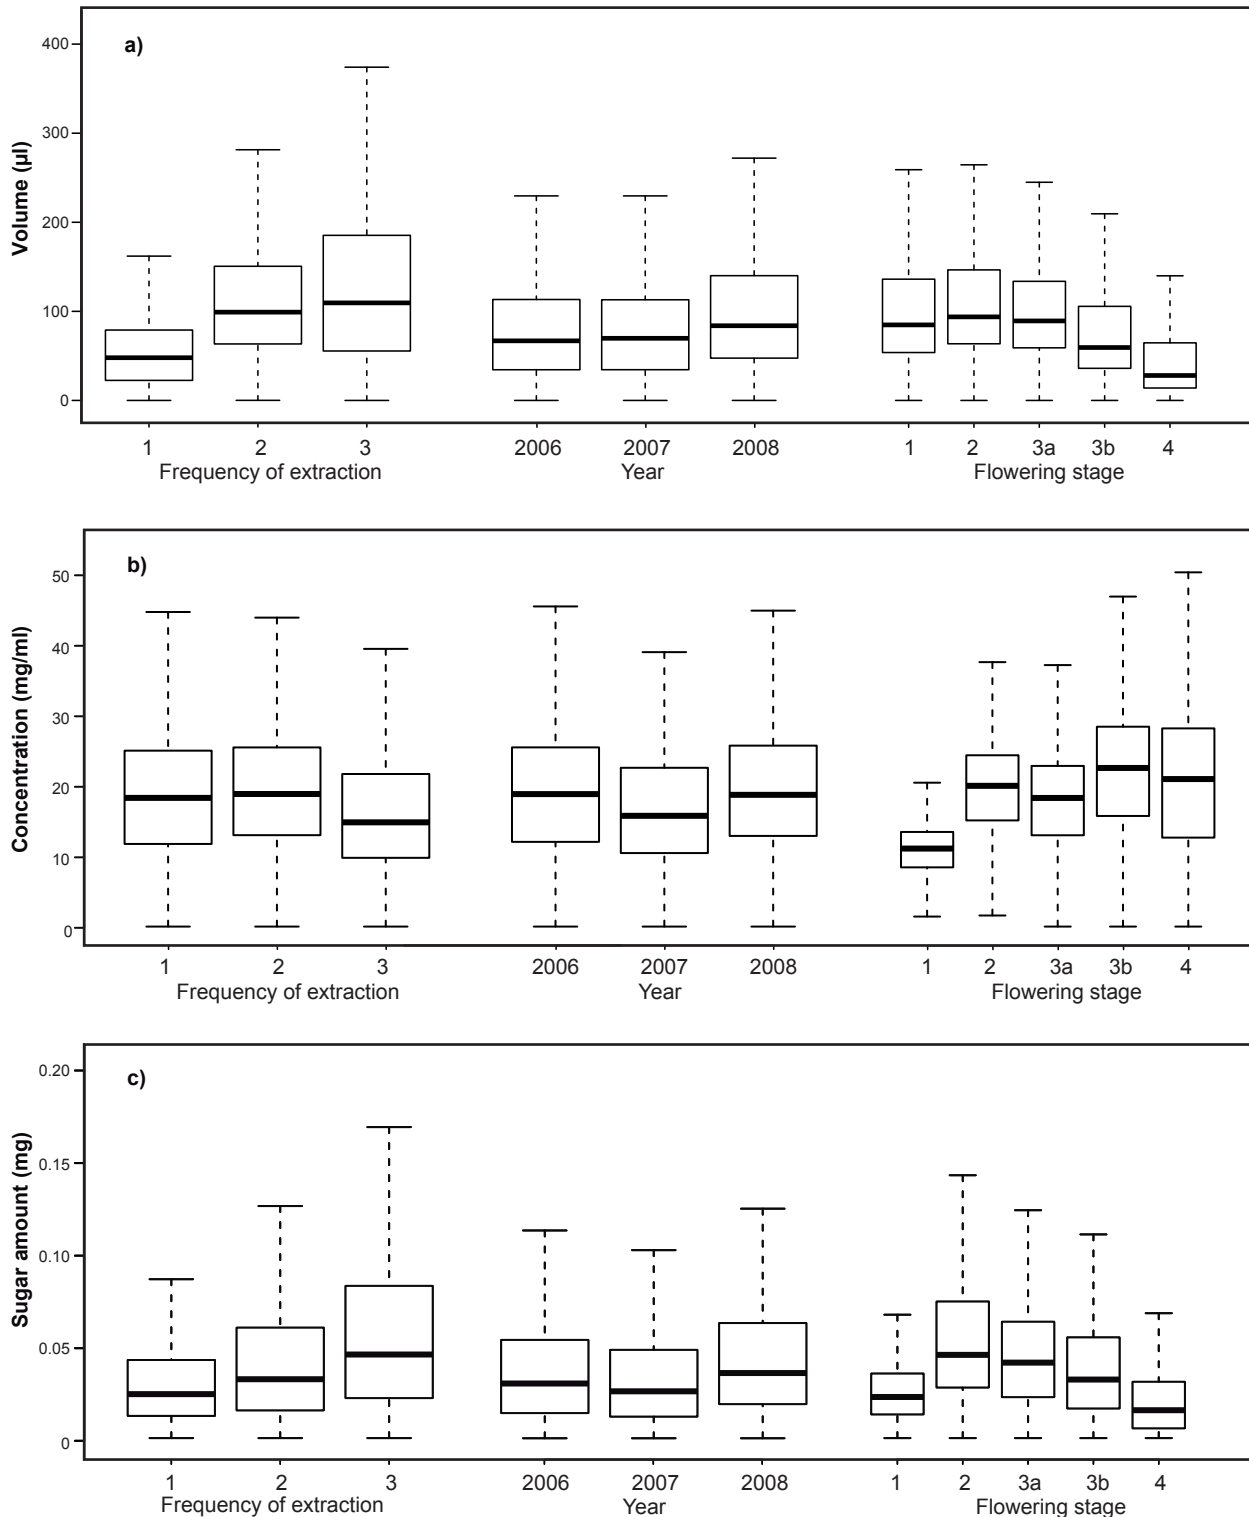 a)
Volume (µl)
400
300
200
100
0
1 2 3 2006 2007 2008 1 2 3a 3b 4
Frequency of extraction Year Flowering stage
b)
Concentration (mg/ml)
50
40
30
20
10
0
1 2 3 2006 2007 2008 1 2 3a 3b 4
Frequency of extraction Year Flowering stage
c)
Sugar amount (mg)
0.20
0.15
0.10
0.05
0
1 2 3 2006 2007 2008 1 2 3a 3b 4
Frequency of extraction Year Flowering stage